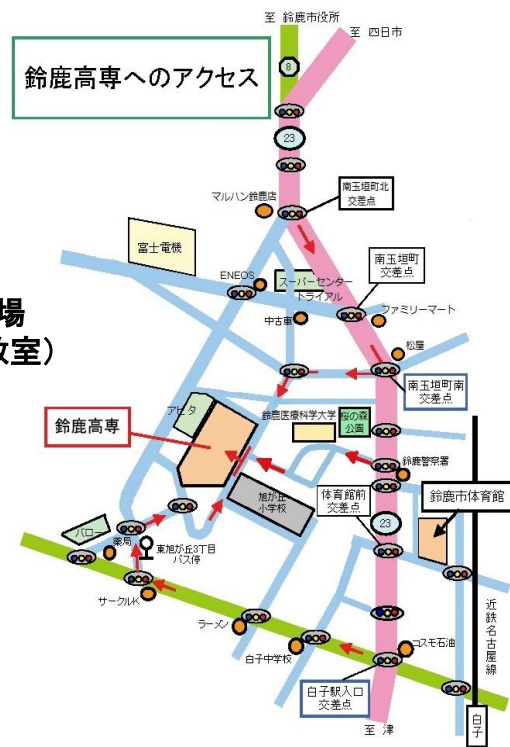 至 鈴鹿市役所
至 四日市
鈴鹿高専へのアクセス
8
23
マルハン鈴鹿店
南玉垣町北
交差点
富士電機
ENEOS
スーパーセンター
トライアル
南玉垣町
交差点
中古車
ファミリーマート
場
教室)
松屋
南玉垣町南
交差点
アピタ
鈴鹿高専
鈴鹿医療科学大学
桜の森
公園
鈴鹿警察署
旭が丘
小学校
体育館前
交差点
23
鈴鹿市体育館
バロー
薬局
東旭が丘3丁目
バス停
サークルK
ラーメン
白子中学校
コスモ石油
白子駅入口
交差点
近鉄名古屋線
白子
至 津